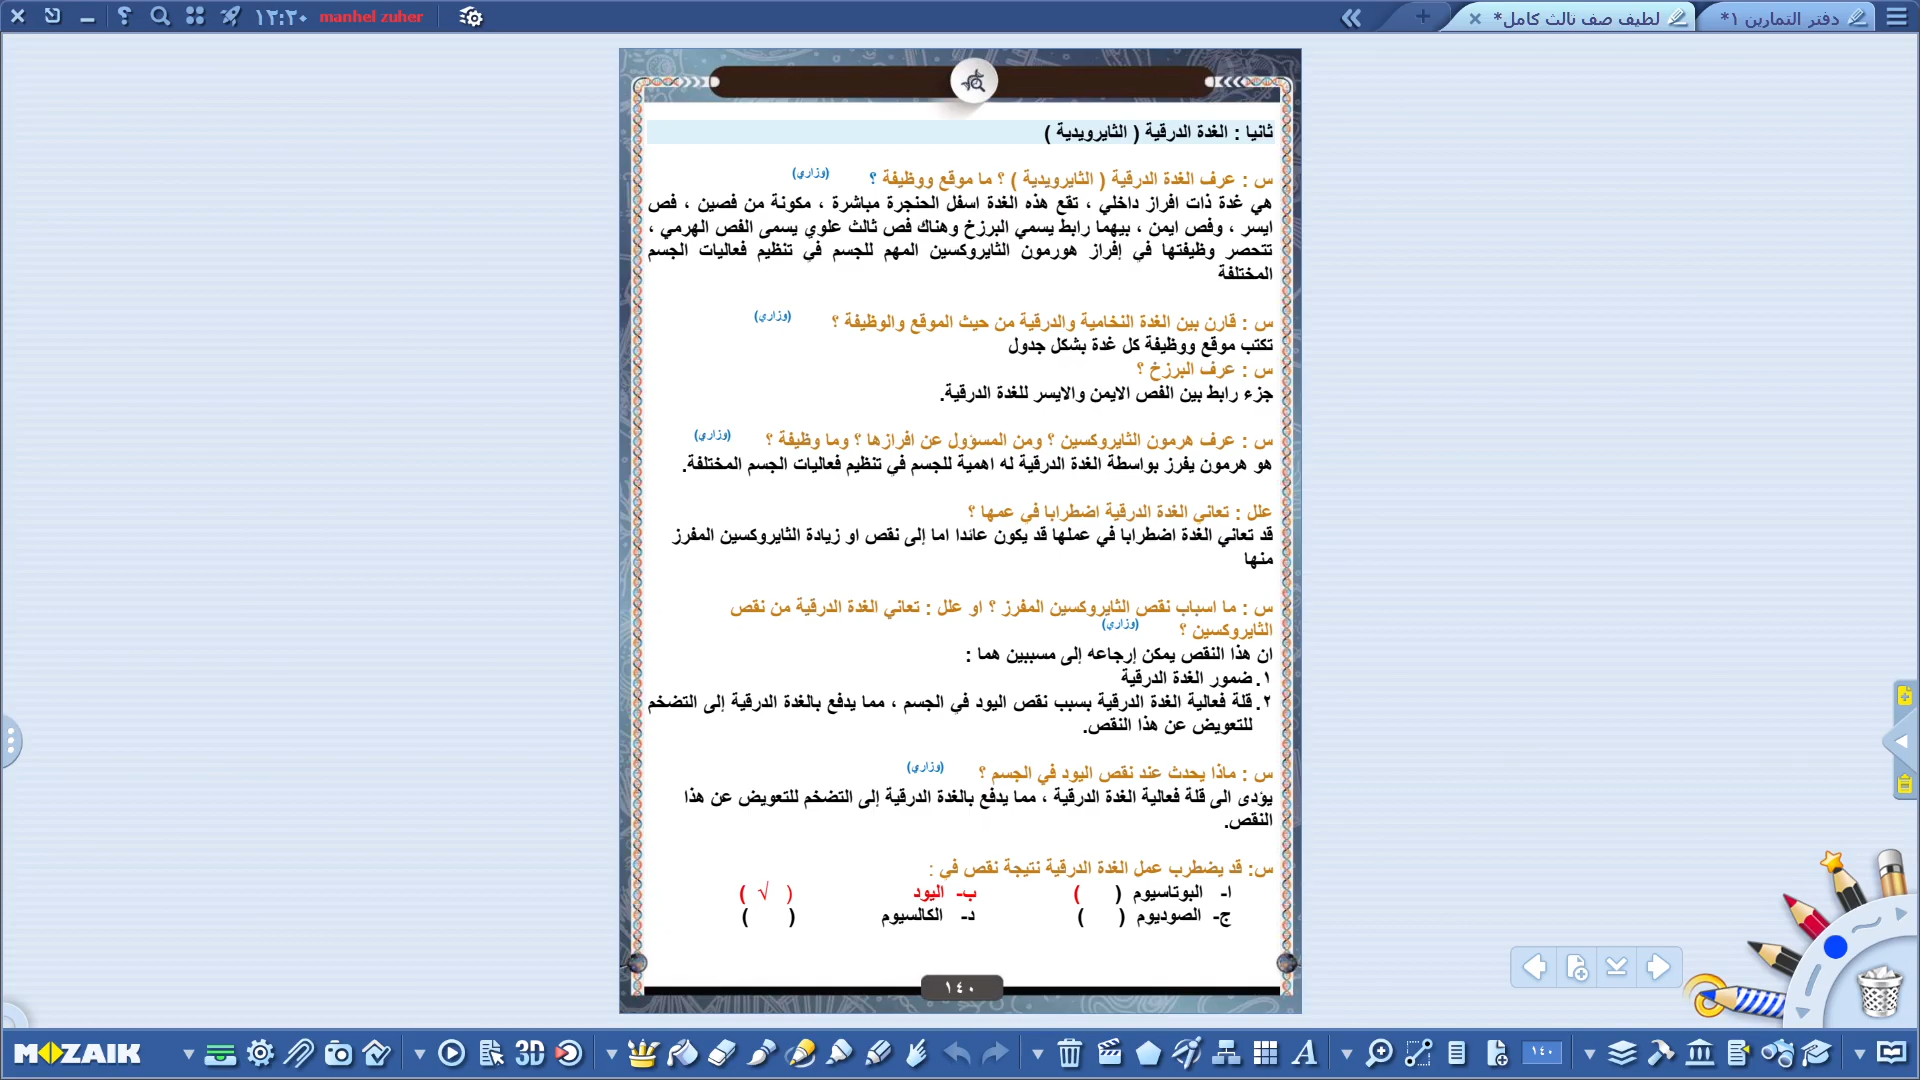 ١٢:٢٠ manhel zuher
دفتر التمارين ١*
لطيف صف ثالث كامل*
ثانيا : الغدة الدرقية ( الثايرويدية )
س : عرف الغدة الدرقية ( الثايرويدية ) ؟ ما موقع ووظيفة ؟ (وزاري)
هي غدة ذات افراز داخلي ، تقع هذه الغدة اسفل الحنجرة مباشرة ، مكونة من فصين ، فص
ايسر ، وفص ايمن ، بيهما رابط يسمي البرزخ وهناك فص ثالث علوي يسمى الفص الهرمي ،
تتحصر وظيفتها في إفراز هورمون الثايروكسين المهم للجسم في تنظيم فعاليات الجسم
المختلفة
س : قارن بين الغدة النخامية والدرقية من حيث الموقع والوظيفة ؟ (وزاري)
تكتب موقع ووظيفة كل غدة بشكل جدول
س : عرف البرزخ ؟
جزء رابط بين الفص الايمن والايسر للغدة الدرقية.
س : عرف هرمون الثايروكسين ؟ ومن المسؤول عن افرازها ؟ وما وظيفة ؟ (وزاري)
هو هرمون يفرز بواسطة الغدة الدرقية له اهمية للجسم في تنظيم فعاليات الجسم المختلفة.
علل : تعاني الغدة الدرقية اضطرابا في عمها ؟
قد تعاني الغدة اضطرابا في عملها قد يكون عائدا اما إلى نقص او زيادة الثايروكسين المفرز
منها
س : ما اسباب نقص الثايروكسين المفرز ؟ او علل : تعاني الغدة الدرقية من نقص
الثايروكسين ؟ (وزاري)
ان هذا النقص يمكن إرجاعه إلى مسببين هما :
١. ضمور الغدة الدرقية
٢. قلة فعالية الغدة الدرقية بسبب نقص اليود في الجسم ، مما يدفع بالغدة الدرقية إلى التضخم
للتعويض عن هذا النقص.
س : ماذا يحدث عند نقص اليود في الجسم ؟ (وزاري)
يؤدى الى قلة فعالية الغدة الدرقية ، مما يدفع بالغدة الدرقية إلى التضخم للتعويض عن هذا
النقص.
س: قد يضطرب عمل الغدة الدرقية نتيجة نقص في :
ا- البوتاسيوم ( ) ب- اليود ( √ )
ج- الصوديوم ( ) د- الكالسيوم ( )
١٤٠
MOZAIK 3D A ١٤٠